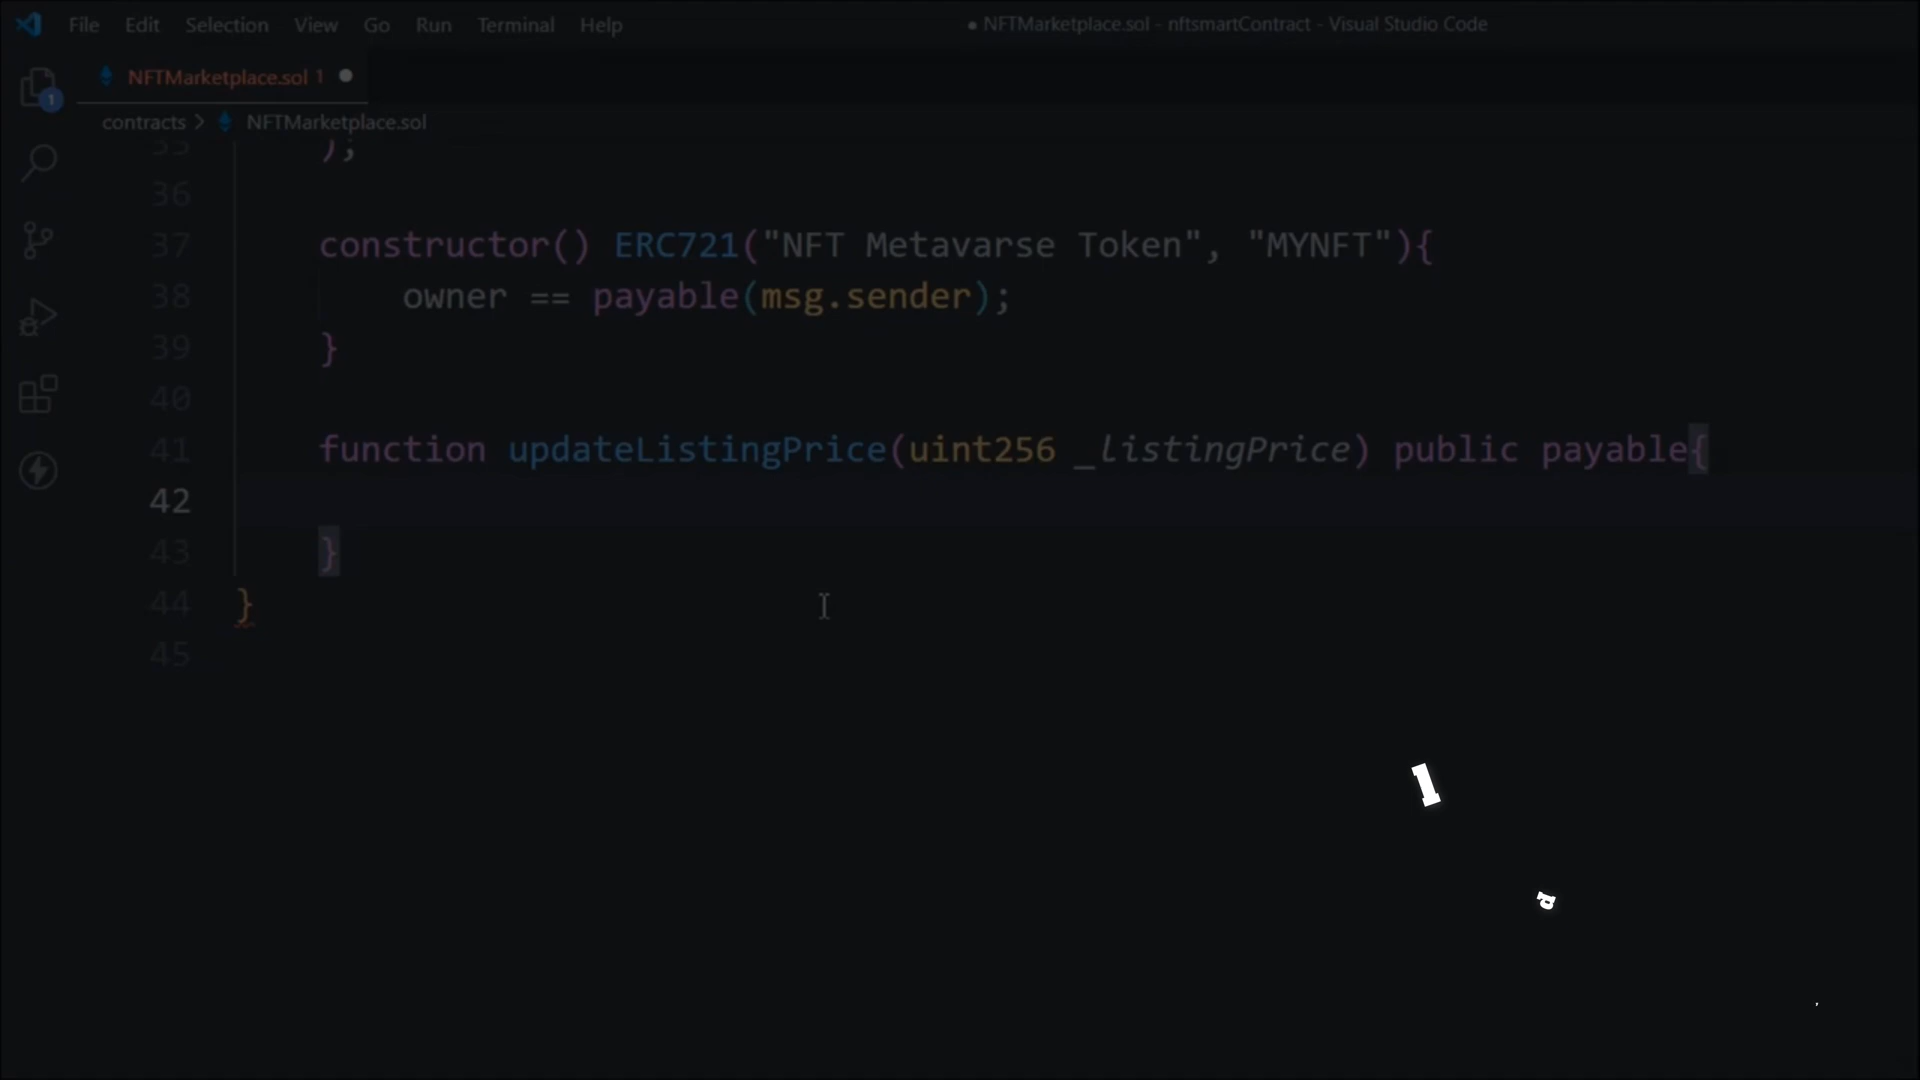 File Edit Selection View Go Run Terminal Help
● NFTMarketplace.sol - nftsmartContract - Visual Studio Code
NFTMarketplace.sol 1 ●
1
contracts > NFTMarketplace.sol
35 );
36
37 constructor() ERC721("NFT Metavarse Token", "MYNFT"){
38 owner == payable(msg.sender);
39 }
40
41 function updateListingPrice(uint256 _listingPrice) public payable{
42
43 }
44 }
45
l
a